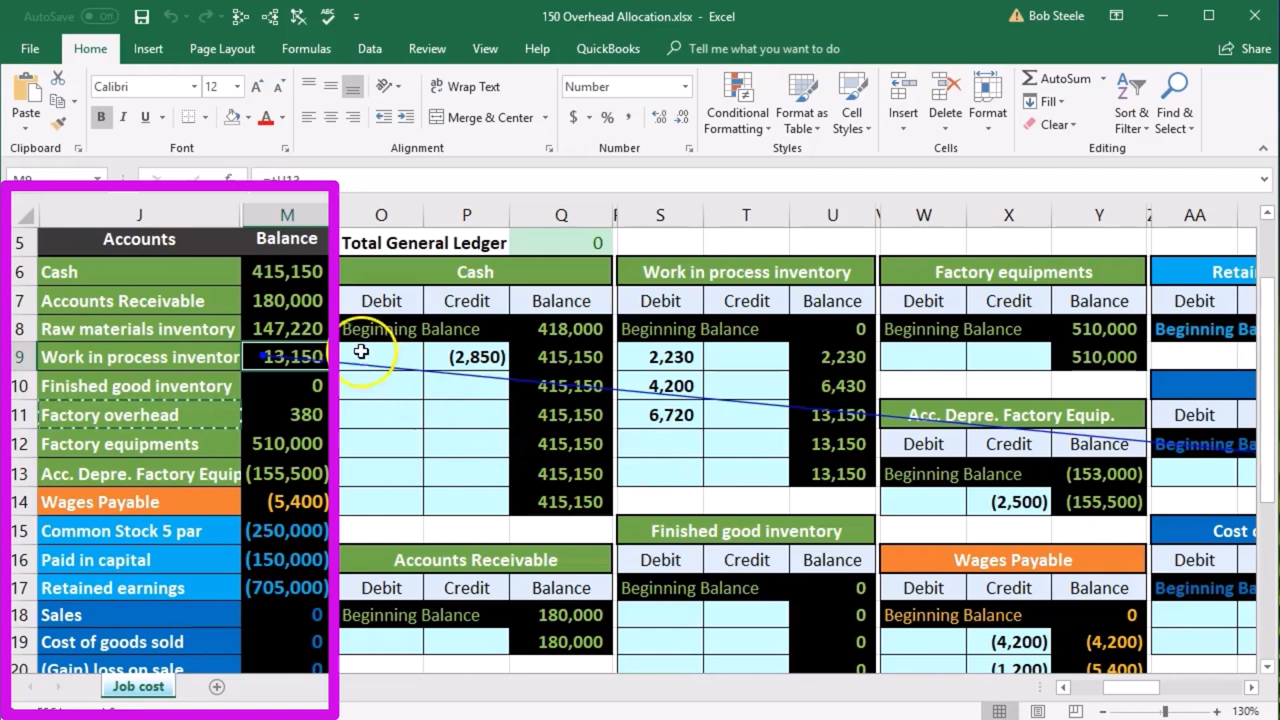 AutoSave Off 150 Overhead Allocation.xlsx - Excel Bob Steele
File Home Insert Page Layout Formulas Data Review View Help QuickBooks Tell me what you want to do Share
Paste Calibri 12 Wrap Text Number AutoSum
B I U Merge & Center $ % Conditional Formatting Format as Table Cell Styles Insert Delete Format Fill Clear Sort & Filter Find & Select
Clipboard Font Alignment Number Styles Cells Editing
J M O P Q S T U W X Y Z AA
5 Accounts Balance Total General Ledger 0
6 Cash 415,150 Cash Work in process inventory Factory equipments
7 Accounts Receivable 180,000 Debit Credit Balance Debit Credit Balance Debit Credit Balance Debit
8 Raw materials inventory 147,220 Beginning Balance 418,000 Beginning Balance 0 Beginning Balance 510,000
9 Work in process inventor 13,150 (2,850) 415,150 2,230 2,230 510,000
10 Finished good inventory 0 415,150 4,200 6,430
11 Factory overhead 380 415,150 6,720 13,150 Acc. Depre. Factory Equip. Debit
12 Factory equipments 510,000 415,150 13,150 Debit Credit Balance
13 Acc. Depre. Factory Equip (155,500) 415,150 13,150 Beginning Balance (153,000)
14 Wages Payable (5,400) 415,150 (2,500) (155,500)
15 Common Stock 5 par (250,000) Finished good inventory
16 Paid in capital (150,000) Accounts Receivable Debit Credit Balance Wages Payable Debit
17 Retained earnings (705,000) Debit Credit Balance Beginning Balance 0 Debit Credit Balance
18 Sales 0 Beginning Balance 180,000 0 Beginning Balance 0
19 Cost of goods sold 0 180,000 0 (4,200) (4,200)
20 (Gain) loss on sale 0 0 (1,200) (5,400)
Job cost
130%